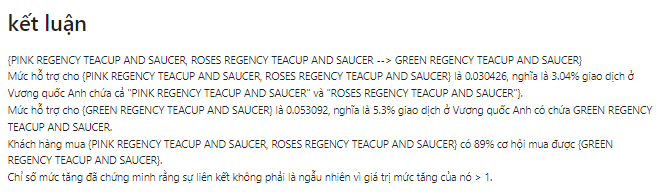 kết luận
{PINK REGENCY TEACUP AND SAUCER, ROSES REGENCY TEACUP AND SAUCER --> GREEN REGENCY TEACUP AND SAUCER}
Mức hỗ trợ cho {PINK REGENCY TEACUP AND SAUCER, ROSES REGENCY TEACUP AND SAUCER} là 0.030426, nghĩa là 3.04% giao dịch ở
Vương quốc Anh chứa cả "PINK REGENCY TEACUP AND SAUCER" và "ROSES REGENCY TEACUP AND SAUCER"}.
Mức hỗ trợ cho {GREEN REGENCY TEACUP AND SAUCER} là 0.053092, nghĩa là 5.3% giao dịch ở Vương quốc Anh có chứa GREEN REGENCY
TEACUP AND SAUCER.
Khách hàng mua {PINK REGENCY TEACUP AND SAUCER, ROSES REGENCY TEACUP AND SAUCER} có 89% cơ hội mua được {GREEN
REGENCY TEACUP AND SAUCER}.
Chỉ số mức tăng đã chứng minh rằng sự liên kết không phải là ngẫu nhiên vì giá trị mức tăng của nó > 1.